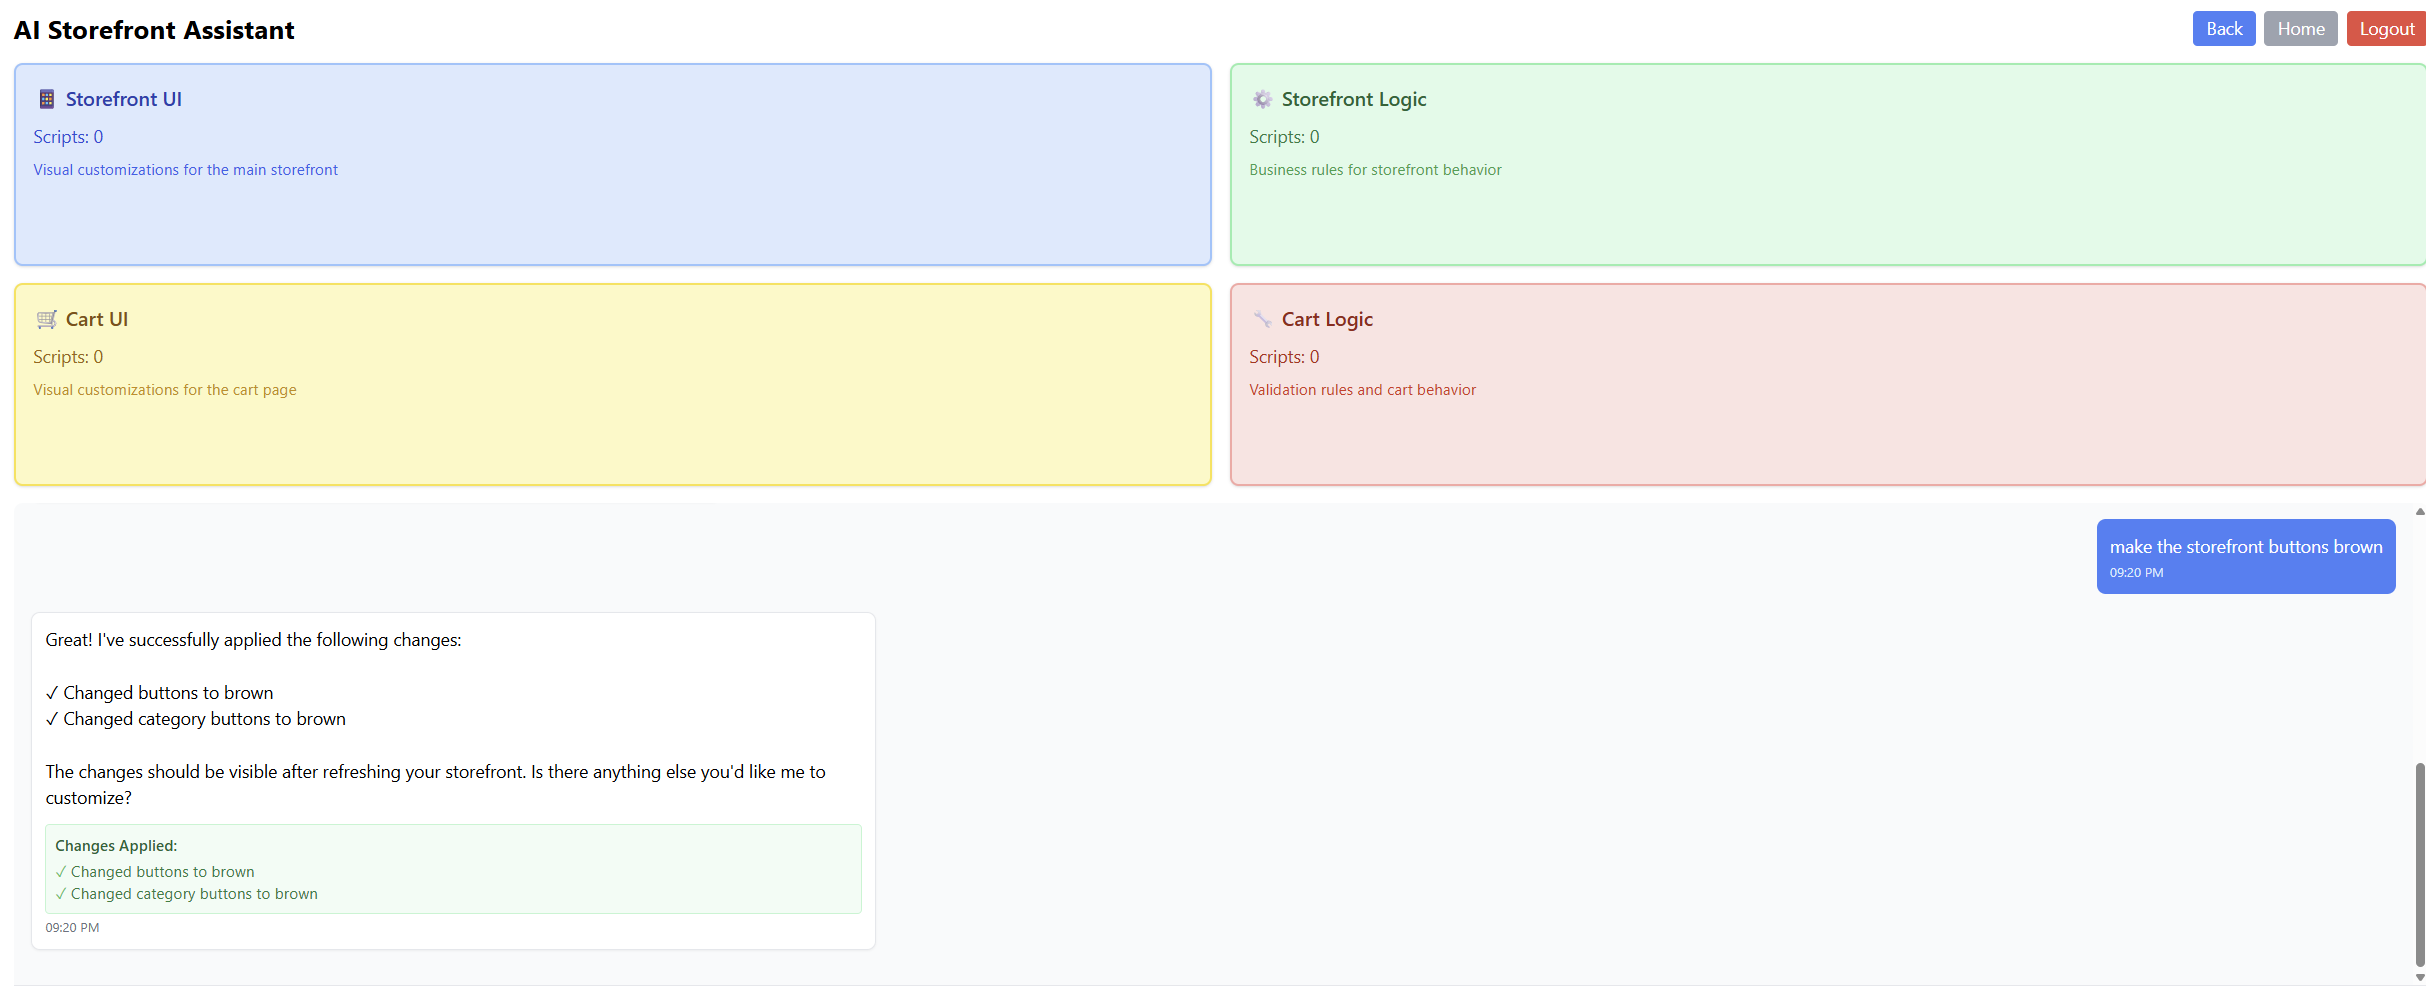 AI Storefront Assistant
Back
Home
Logout
Storefront UI
Scripts: 0
Visual customizations for the main storefront
Storefront Logic
Scripts: 0
Business rules for storefront behavior
Cart UI
Scripts: 0
Visual customizations for the cart page
Cart Logic
Scripts: 0
Validation rules and cart behavior
make the storefront buttons brown
09:20 PM
Great! I've successfully applied the following changes:
✓ Changed buttons to brown
✓ Changed category buttons to brown
The changes should be visible after refreshing your storefront. Is there anything else you'd like me to
customize?
Changes Applied:
✓ Changed buttons to brown
✓ Changed category buttons to brown
09:20 PM